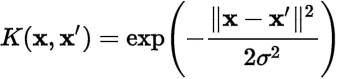 K(𝐱, 𝐱′) = exp(−‖𝐱 − 𝐱′‖² / 2σ²)